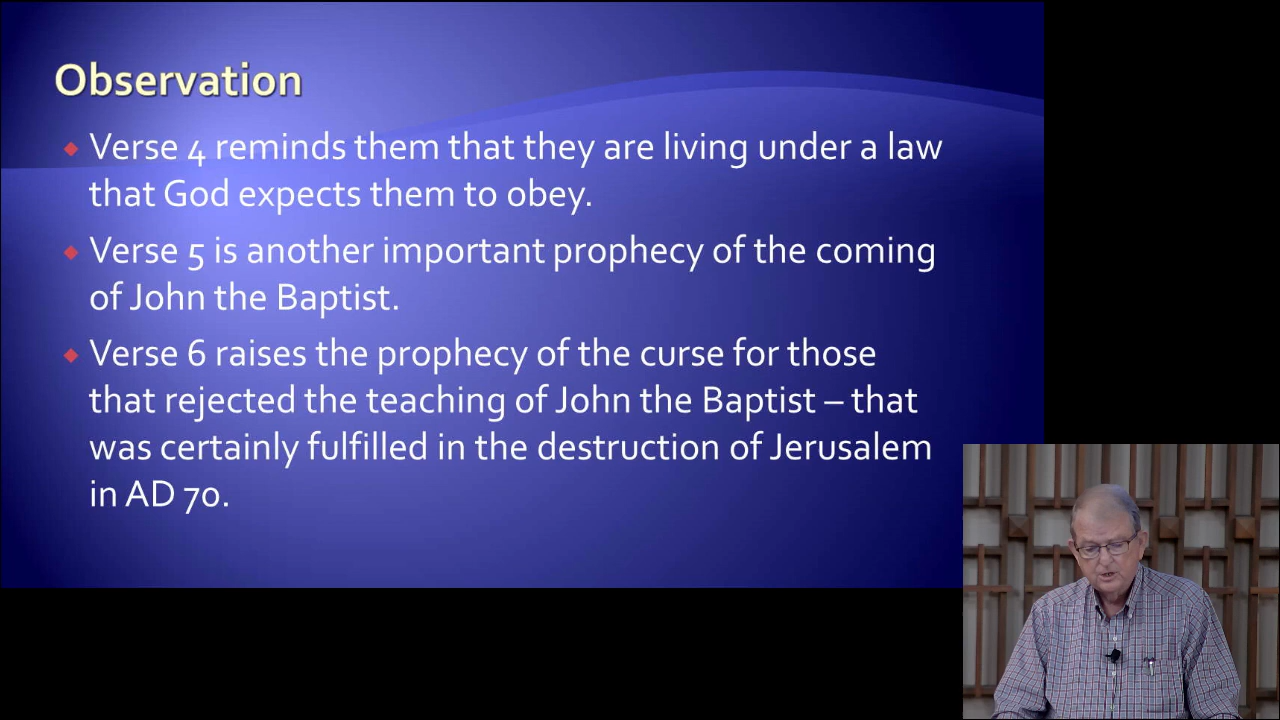 Observation
Verse 4 reminds them that they are living under a law
that God expects them to obey.
Verse 5 is another important prophecy of the coming
of John the Baptist.
Verse 6 raises the prophecy of the curse for those
that rejected the teaching of John the Baptist – that
was certainly fulfilled in the destruction of Jerusalem
in AD 70.